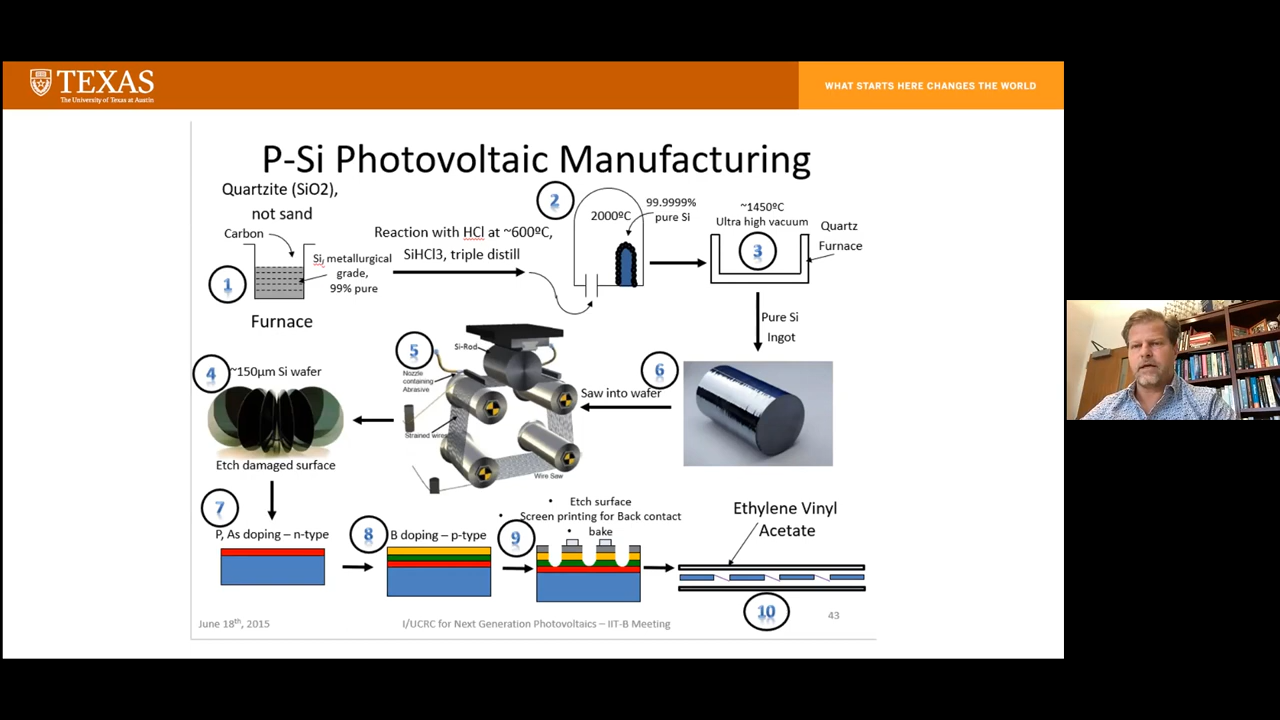 TEXAS
The University of Texas at Austin
WHAT STARTS HERE CHANGES THE WORLD
P-Si Photovoltaic Manufacturing
Quartzite (SiO2),
not sand
Carbon
Si, metallurgical
grade,
99% pure
1
Furnace
Reaction with HCl at ~600ºC,
SiHCl3, triple distill
2
2000ºC
99.9999%
pure Si
~1450ºC
Ultra high vacuum
3
Quartz
Furnace
Pure Si
Ingot
6
Saw into wafer
5
Si-Rod
Nozzle
containing
Abrasive
Strained wires
Wire Saw
4
~150µm Si wafer
Etch damaged surface
7
P, As doping – n-type
8
B doping – p-type
9
• Etch surface
• Screen printing for Back contact
• bake
Ethylene Vinyl
Acetate
10
June 18th, 2015
I/UCRC for Next Generation Photovoltaics – IIT-B Meeting
43